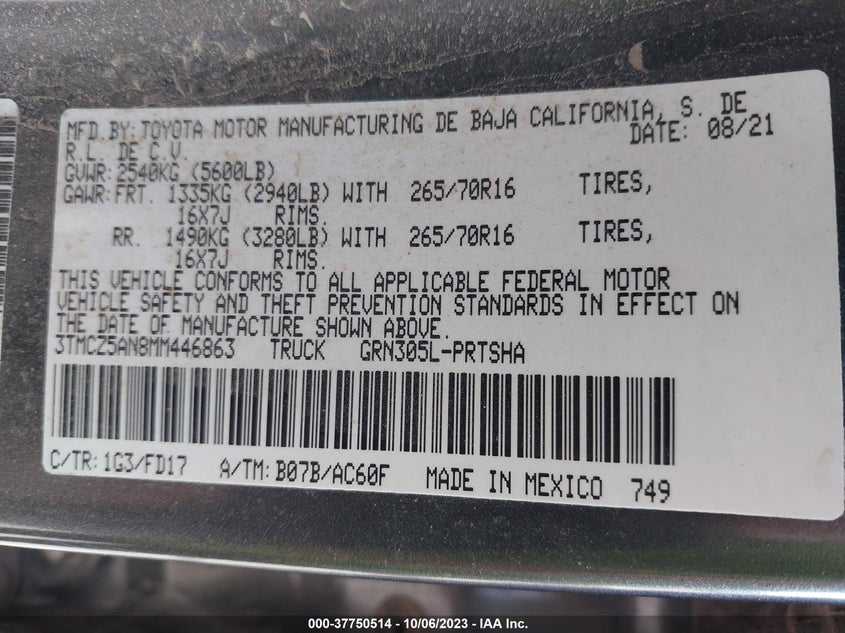 MFD. BY: TOYOTA MOTOR MANUFACTURING DE BAJA CALIFORNIA, S. DE
R.L. DE C.V. DATE: 08/21
GVWR: 2540KG (5600LB)
GAWR: FRT. 1335KG (2940LB) WITH 265/70R16 TIRES,
16X7J RIMS.
RR. 1490KG (3280LB) WITH 265/70R16 TIRES,
16X7J RIMS.
THIS VEHICLE CONFORMS TO ALL APPLICABLE FEDERAL MOTOR
VEHICLE SAFETY AND THEFT PREVENTION STANDARDS IN EFFECT ON
THE DATE OF MANUFACTURE SHOWN ABOVE.
3TMCZ5AN8MM446863 TRUCK GRN305L-PRTSHA
C/TR: 1G3/FD17 A/TM: B07B/AC60F MADE IN MEXICO 749
000-37750514 - 10/06/2023 - IAA Inc.